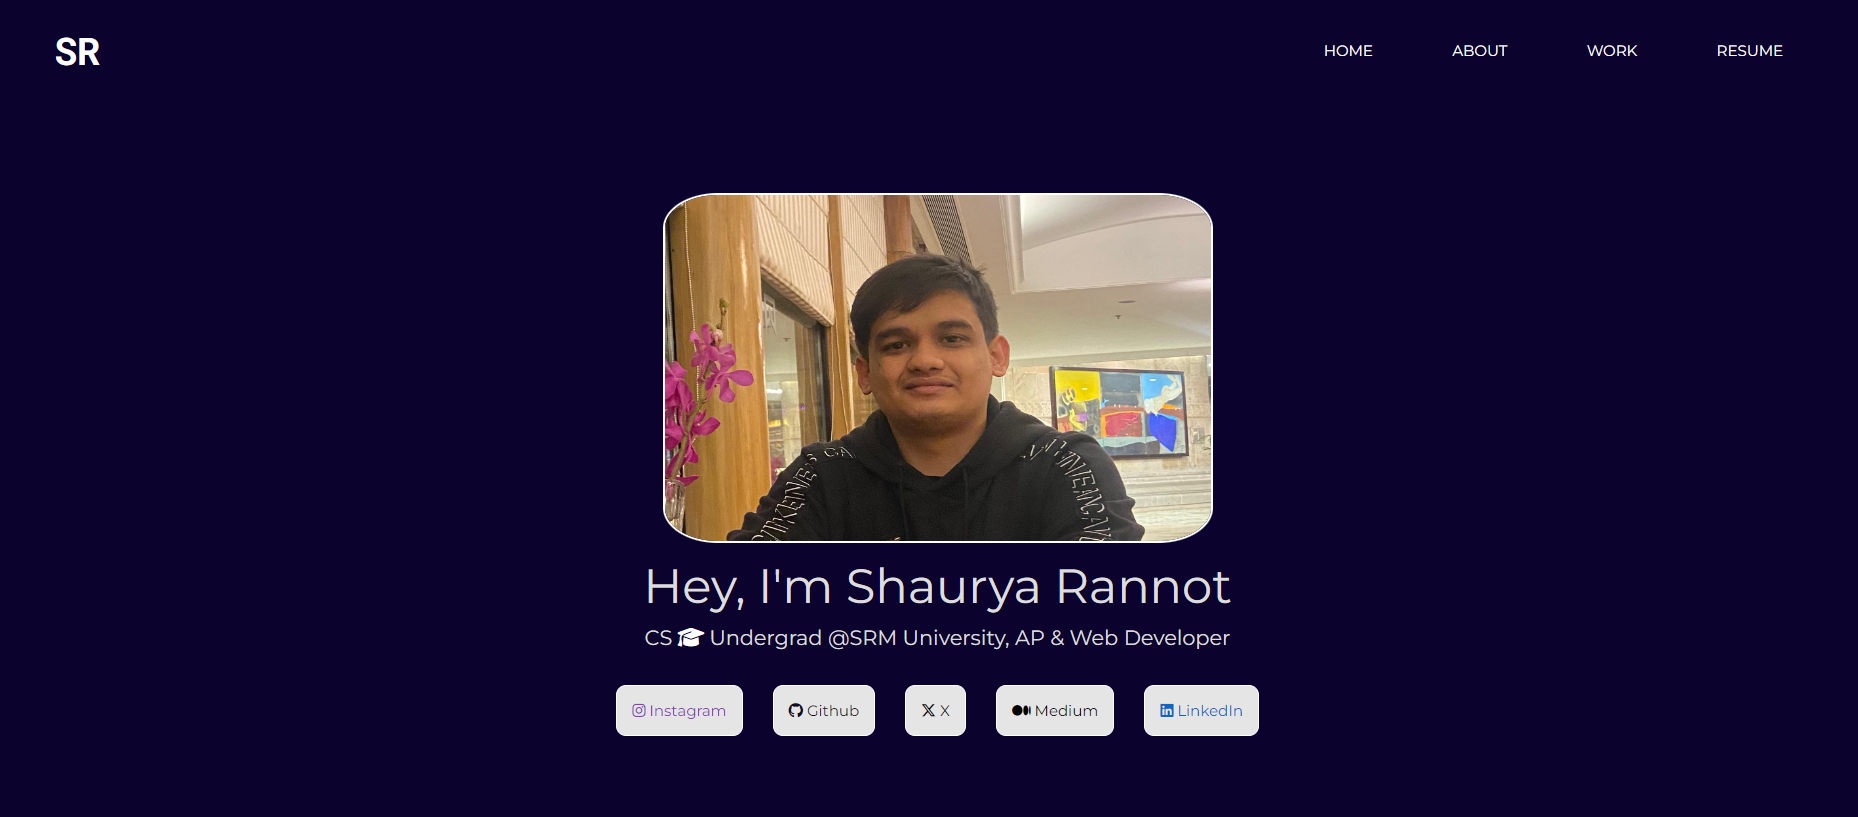 SR
HOME ABOUT WORK RESUME
Hey, I'm Shaurya Rannot
CS 🎓 Undergrad @SRM University, AP & Web Developer
Instagram Github X Medium LinkedIn